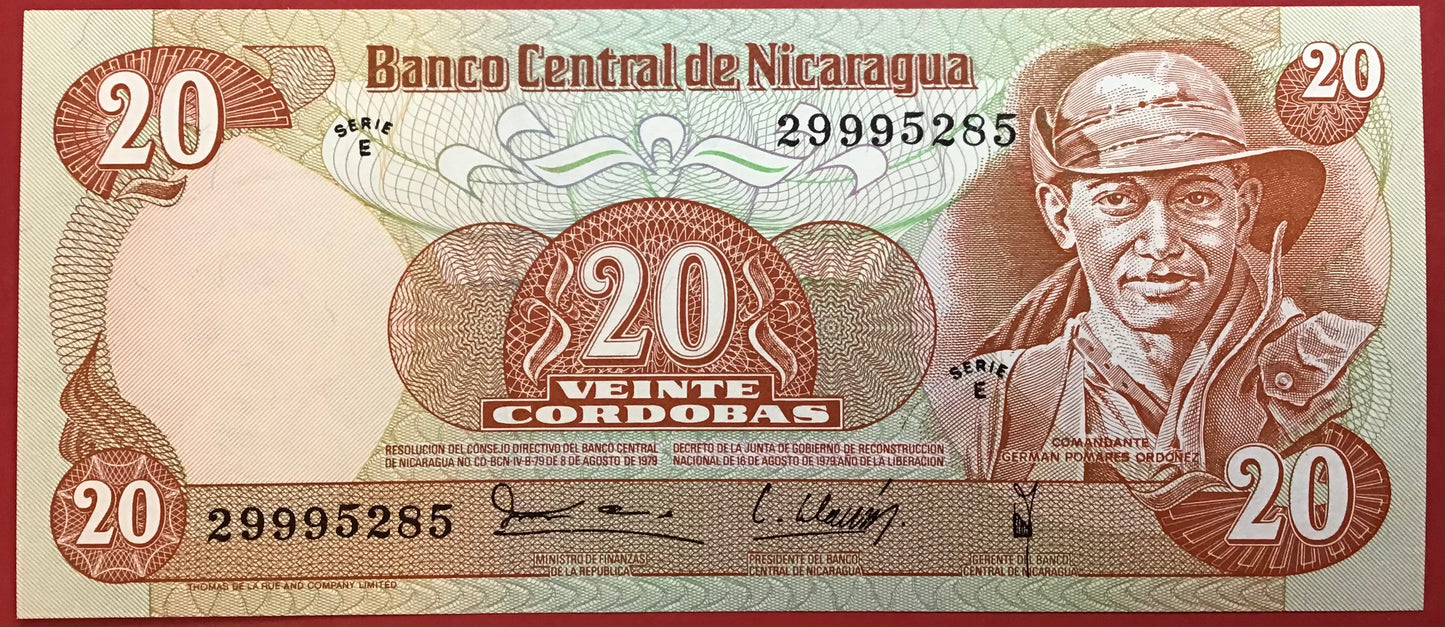 20
Banco Central de Nicaragua
20
SERIE
E
29995285
20
VEINTE
CORDOBAS
SERIE
E
RESOLUCION DEL CONSEJO DIRECTIVO DEL BANCO CENTRAL
DE NICARAGUA NO. CD-BCN-IV-8-79 DE 8 DE AGOSTO DE 1979
DECRETO DE LA JUNTA DE GOBIERNO DE RECONSTRUCCION
NACIONAL DE 16 DE AGOSTO DE 1979, AÑO DE LA LIBERACION
COMANDANTE
GERMAN POMARES ORDOÑEZ
20
29995285
20
MINISTRO DE FINANZAS
DE LA REPUBLICA
PRESIDENTE DEL BANCO
CENTRAL DE NICARAGUA
GERENTE DEL BANCO
CENTRAL DE NICARAGUA
THOMAS DE LA RUE AND COMPANY LIMITED